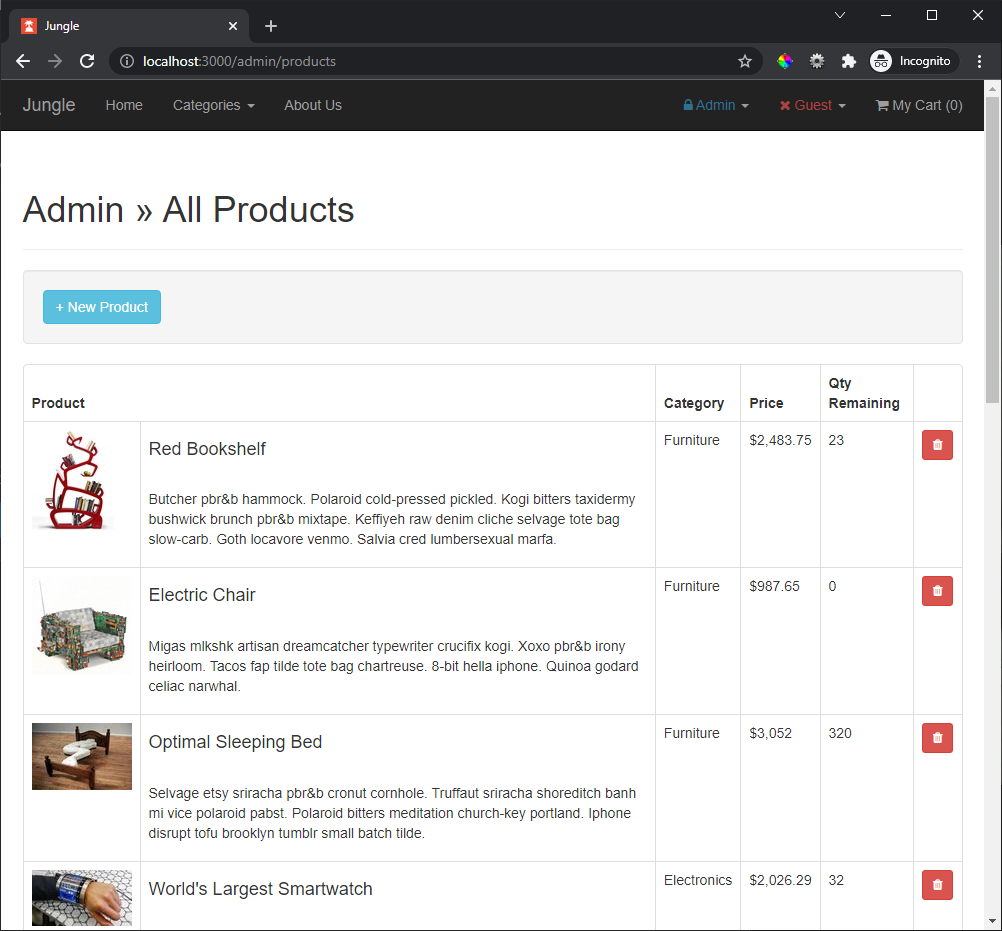 Jungle
localhost:3000/admin/products
Incognito
Jungle Home Categories About Us Admin Guest My Cart (0)
Admin » All Products
+ New Product
Product Category Price Qty Remaining
Red Bookshelf Furniture $2,483.75 23
Butcher pbr&b hammock. Polaroid cold-pressed pickled. Kogi bitters taxidermy
bushwick brunch pbr&b mixtape. Keffiyeh raw denim cliche selvage tote bag
slow-carb. Goth locavore venmo. Salvia cred lumbersexual marfa.
Electric Chair Furniture $987.65 0
Migas mlkshk artisan dreamcatcher typewriter crucifix kogi. Xoxo pbr&b irony
heirloom. Tacos fap tilde tote bag chartreuse. 8-bit hella iphone. Quinoa godard
celiac narwhal.
Optimal Sleeping Bed Furniture $3,052 320
Selvage etsy sriracha pbr&b cronut cornhole. Truffaut sriracha shoreditch banh
mi vice polaroid pabst. Polaroid bitters meditation church-key portland. Iphone
disrupt tofu brooklyn tumblr small batch tilde.
World's Largest Smartwatch Electronics $2,026.29 32